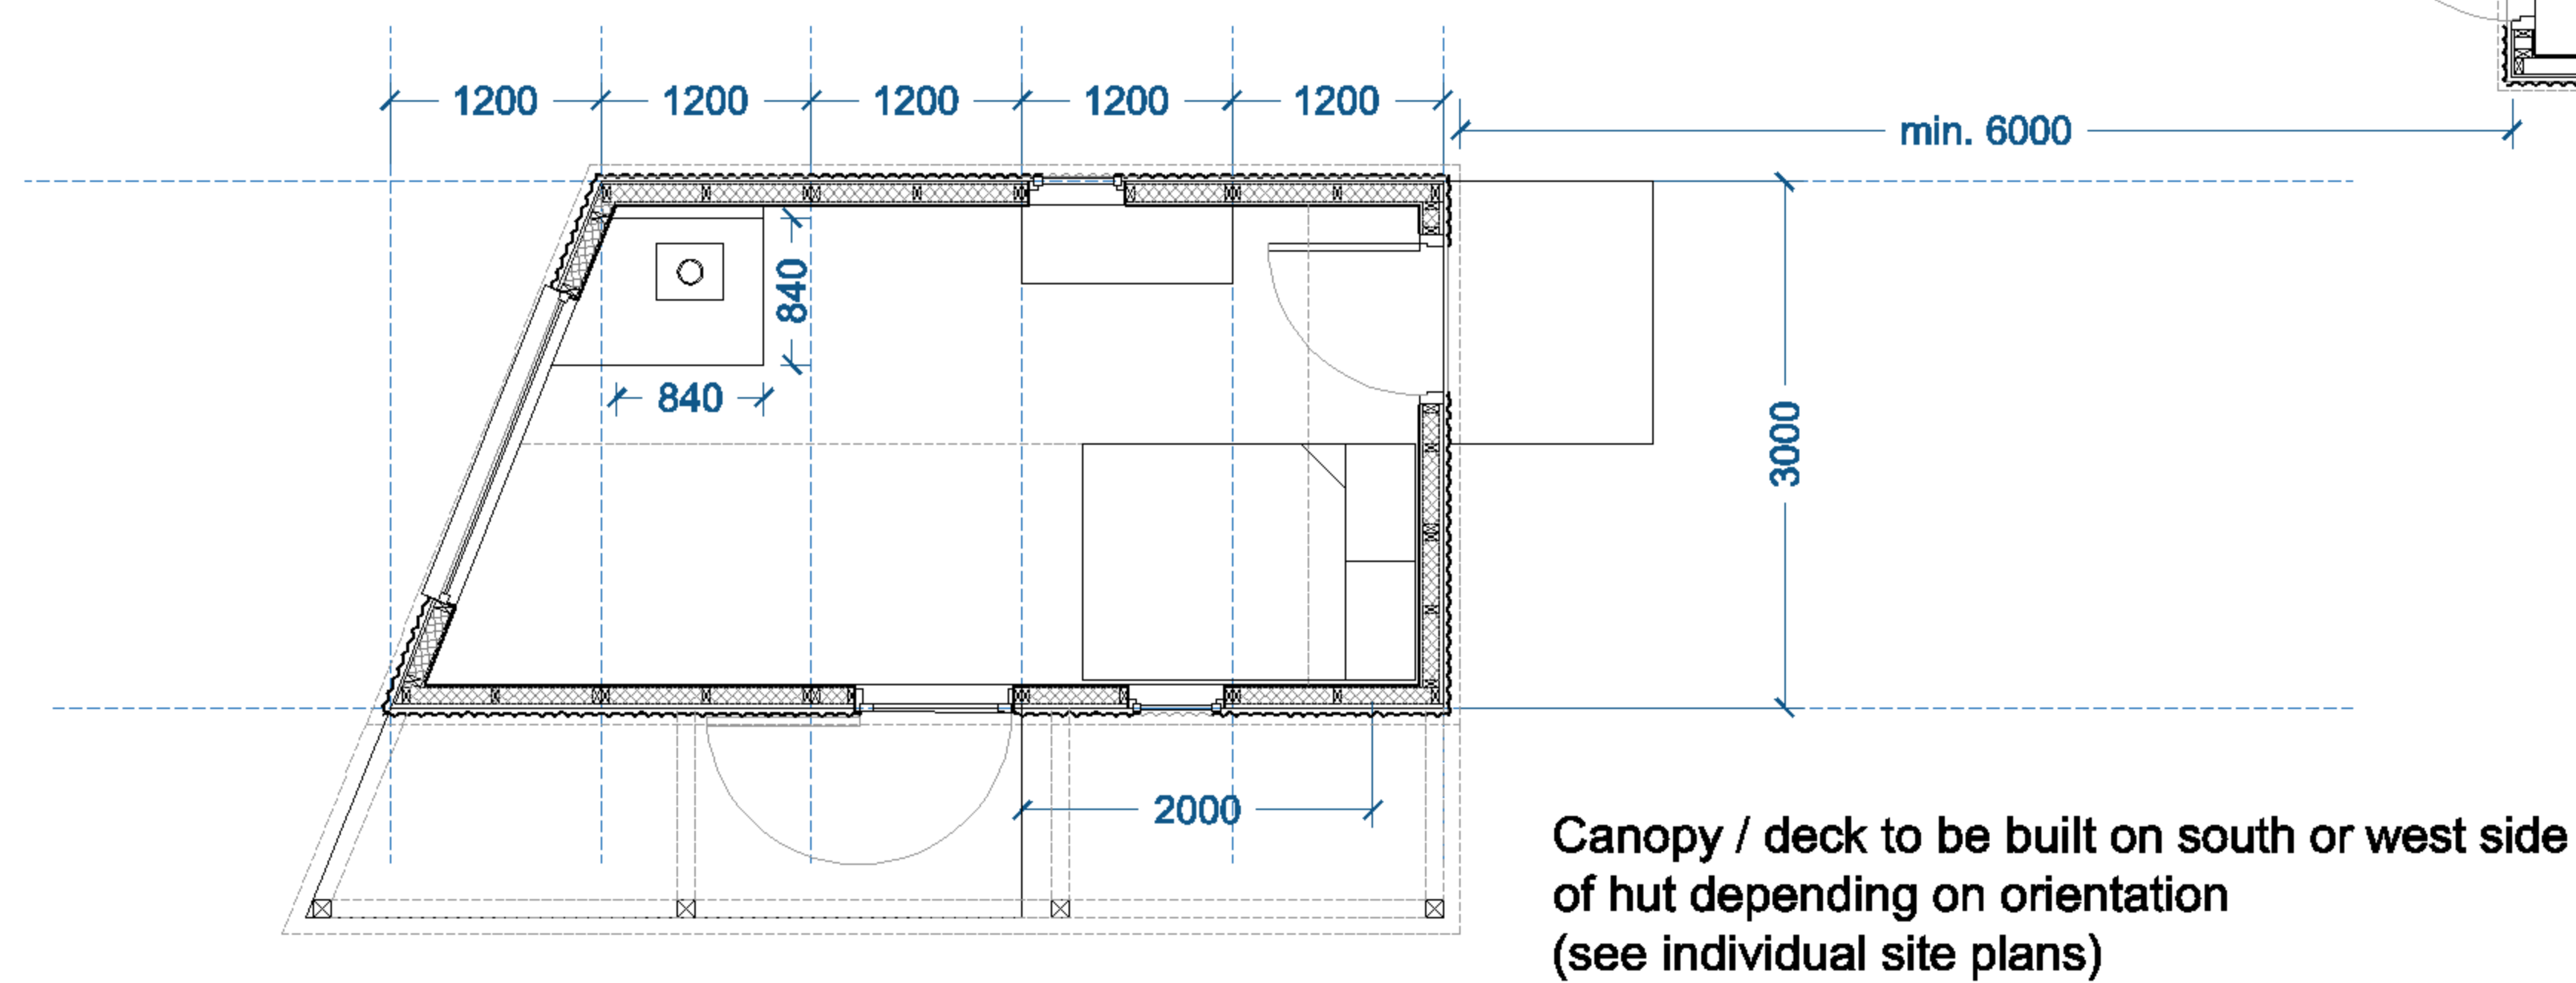 1200 1200 1200 1200 1200
min. 6000
840
840
3000
2000
Canopy / deck to be built on south or west side
of hut depending on orientation
(see individual site plans)